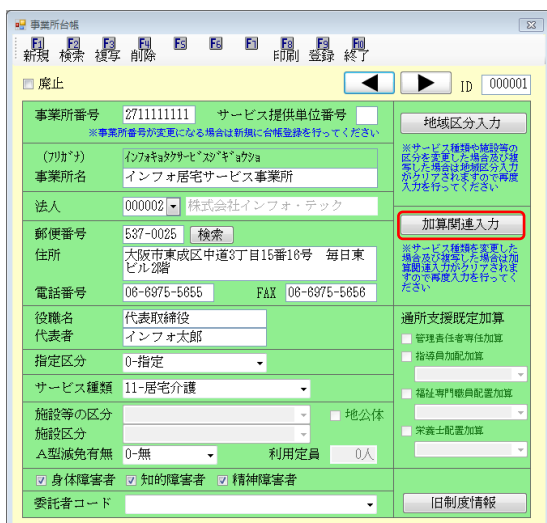 事業所台帳
F1 F2 F3 F4 F5 F6 F7 F8 F9 F10
新規 検索 複写 削除 印刷 登録 終了
廃止 ID 000001
事業所番号 2711111111 サービス提供単位番号
※事業所番号が変更になる場合は新規に台帳登録を行ってください
(フリガナ) インフォキョタクサービスジギョウショ
事業所名 インフォ居宅サービス事業所
法人 000002 株式会社インフォ・テック
郵便番号 537-0025 検索
住所 大阪市東成区中道3丁目15番16号 毎日東
ビル2階
電話番号 06-6975-5655 FAX 06-6975-5656
役職名 代表取締役
代表者 インフォ太郎
指定区分 0-指定
サービス種類 11-居宅介護
施設等の区分 地公体
施設区分
A型減免有無 0-無 利用定員 0人
身体障害者 知的障害者 精神障害者
委託者コード
地域区分入力
※サービス種類や施設等の
区分を変更した場合及び複
写した場合は地域区分入力
がクリアされますので再度
入力を行ってください
加算関連入力
※サービス種類を変更した
場合及び複写した場合は加
算関連入力がクリアされま
すので再度入力を行ってく
ださい
通所支援既定加算
管理責任者専任加算
指導員加配加算
福祉専門職員配置加算
栄養士配置加算
旧制度情報